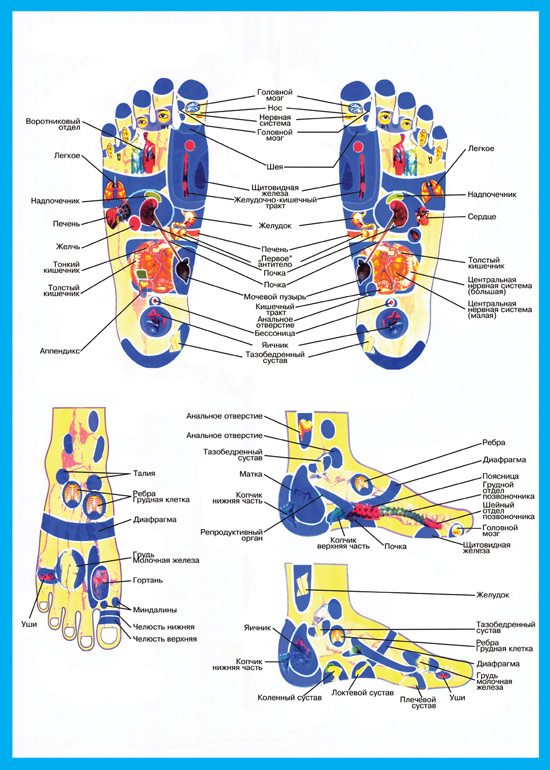 Головной
мозг
Нос
Нервная
система
Головной
мозг
Шея
Щитовидная
железа
Желудочно-кишечный
тракт
Желудок
Печень
„Первое"
антитело
Почка
Почка
Мочевой пузырь
Кишечный
тракт
Анальное
отверстие
Бессоница
Яичник
Тазобедренный
сустав
Воротниковый
отдел
Легкое
Надпочечник
Печень
Желчь
Тонкий
кишечник
Толстый
кишечник
Аппендикс
Легкое
Надпочечник
Сердце
Толстый
кишечник
Центральная
нервная система
(большая)
Центральная
нервная система
(малая)
Талия
Ребра
Грудная клетка
Диафрагма
Грудь
Молочная железа
Гортань
Миндалины
Уши
Челюсть нижняя
Челюсть верхняя
Анальное отверстие
Анальное отверстие
Тазобедренный
сустав
Матка
Копчик
нижняя часть
Репродуктивный
орган
Копчик
верхняя часть
Почка
Ребра
Диафрагма
Поясница
Грудной
отдел
позвоночника
Шейный
отдел
позвоночника
Головной
мозг
Щитовидная
железа
Желудок
Яичник
Копчик
нижняя часть
Коленный сустав
Локтевой сустав
Плечевой
сустав
Тазобедренный
сустав
Ребра
Грудная клетка
Диафрагма
Грудь
молочная
железа
Уши